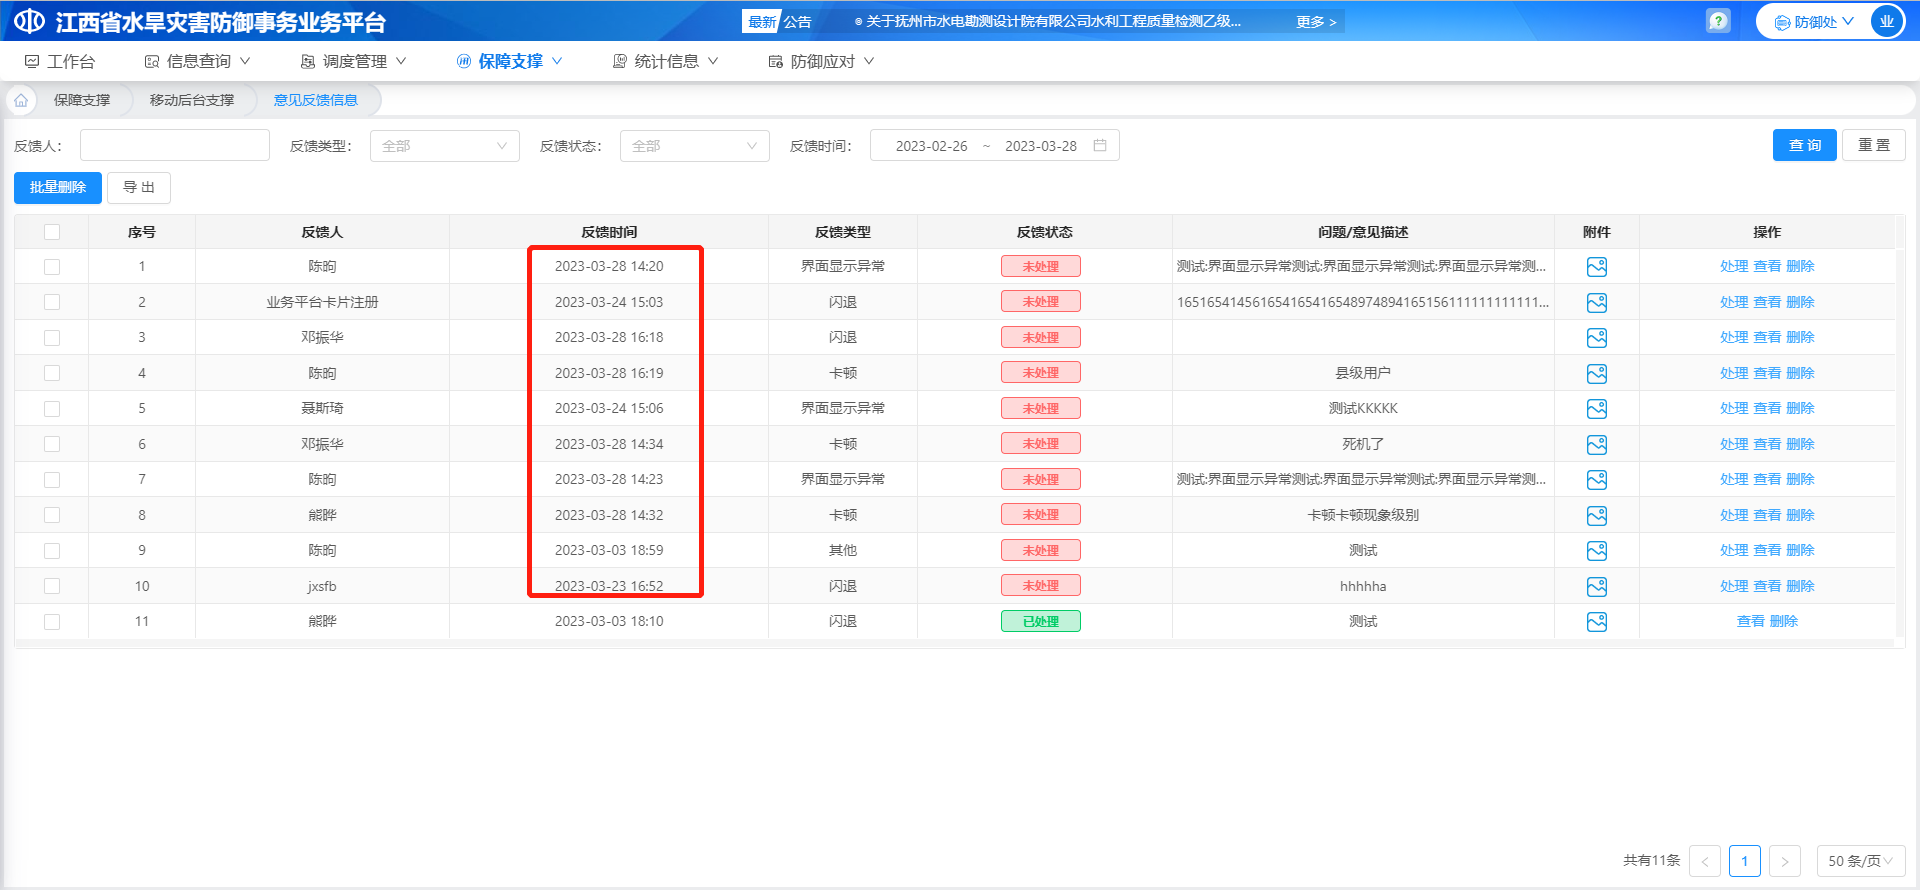 江西省水旱灾害防御事务业务平台
最新 公告 关于抚州市水电勘测设计院有限公司水利工程质量检测乙级... 更多 >
? 防御处 业
工作台 信息查询 调度管理 保障支撑 统计信息 防御应对
保障支撑 移动后台支撑 意见反馈信息
反馈人: 反馈类型: 全部 反馈状态: 全部 反馈时间: 2023-02-26 ~ 2023-03-28 查 询 重 置
批量删除 导 出
序号 反馈人 反馈时间 反馈类型 反馈状态 问题/意见描述 附件 操作
1 陈昫 2023-03-28 14:20 界面显示异常 未处理 测试:界面显示异常测试:界面显示异常测试:界面显示异常测... 处理 查看 删除
2 业务平台卡片注册 2023-03-24 15:03 闪退 未处理 1651654145616541654165489748941651561111111111111... 处理 查看 删除
3 邓振华 2023-03-28 16:18 闪退 未处理 处理 查看 删除
4 陈昫 2023-03-28 16:19 卡顿 未处理 县级用户 处理 查看 删除
5 聂斯琦 2023-03-24 15:06 界面显示异常 未处理 测试KKKKK 处理 查看 删除
6 邓振华 2023-03-28 14:34 卡顿 未处理 死机了 处理 查看 删除
7 陈昫 2023-03-28 14:23 界面显示异常 未处理 测试:界面显示异常测试:界面显示异常测试:界面显示异常测... 处理 查看 删除
8 熊晔 2023-03-28 14:32 卡顿 未处理 卡顿卡顿现象级别 处理 查看 删除
9 陈昫 2023-03-03 18:59 其他 未处理 测试 处理 查看 删除
10 jxsfb 2023-03-23 16:52 闪退 未处理 hhhhha 处理 查看 删除
11 熊晔 2023-03-03 18:10 闪退 已处理 测试 查看 删除
共有11条 < 1 > 50 条/页